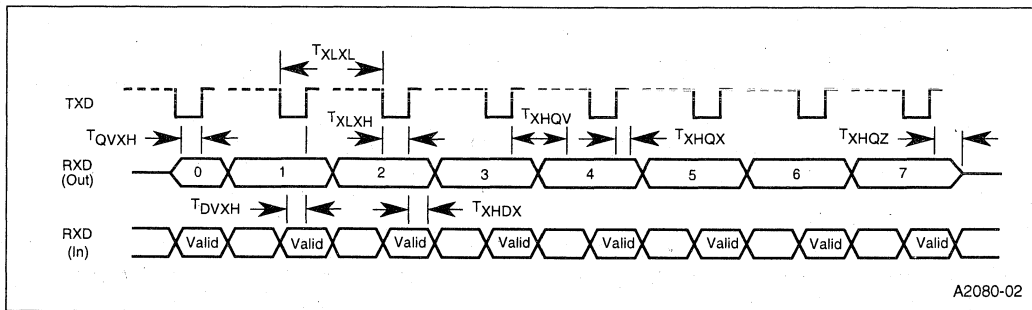 TXLXL
TXD
TXLXH
TXHQV
TQVXH
TXHQX
TXHQZ
RXD
(Out)
0 1 2 3 4 5 6 7
TDVXH
TXHDX
RXD
(In)
Valid Valid Valid Valid Valid Valid Valid Valid
A2080-02